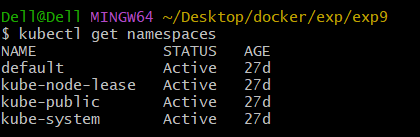 Dell@Dell MINGW64 ~/Desktop/docker/exp/exp9
$ kubectl get namespaces
NAME STATUS AGE
default Active 27d
kube-node-lease Active 27d
kube-public Active 27d
kube-system Active 27d